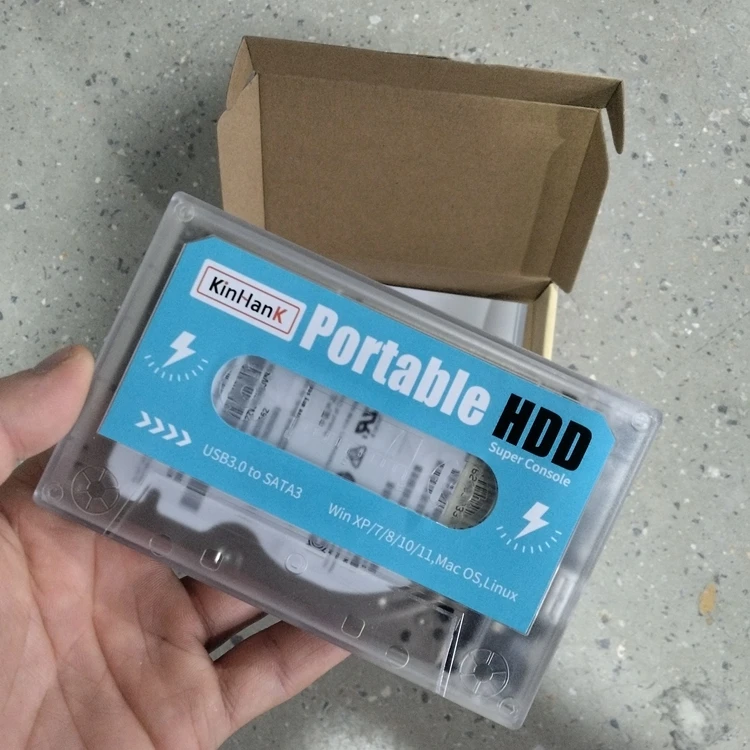 KinHanK
Portable HDD
Super Console
USB3.0 to SATA3
Win XP/7/8/10/11,Mac OS,Linux